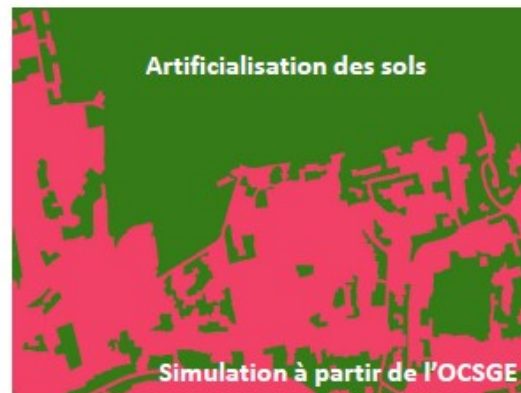 Artificialisation des sols
Simulation à partir de l'OCSGE